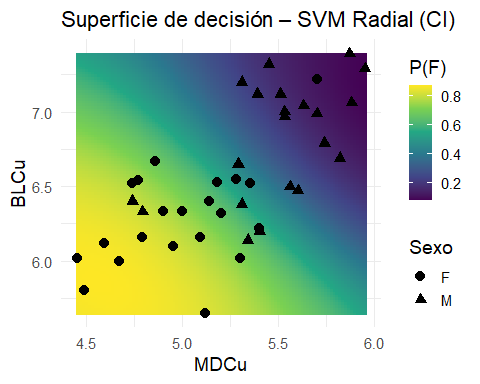 Superficie de decisión – SVM Radial (CI)
BLCu
7.0
6.5
6.0
4.5
5.0
5.5
6.0
MDCu
P(F)
0.8
0.6
0.4
0.2
Sexo
F
M